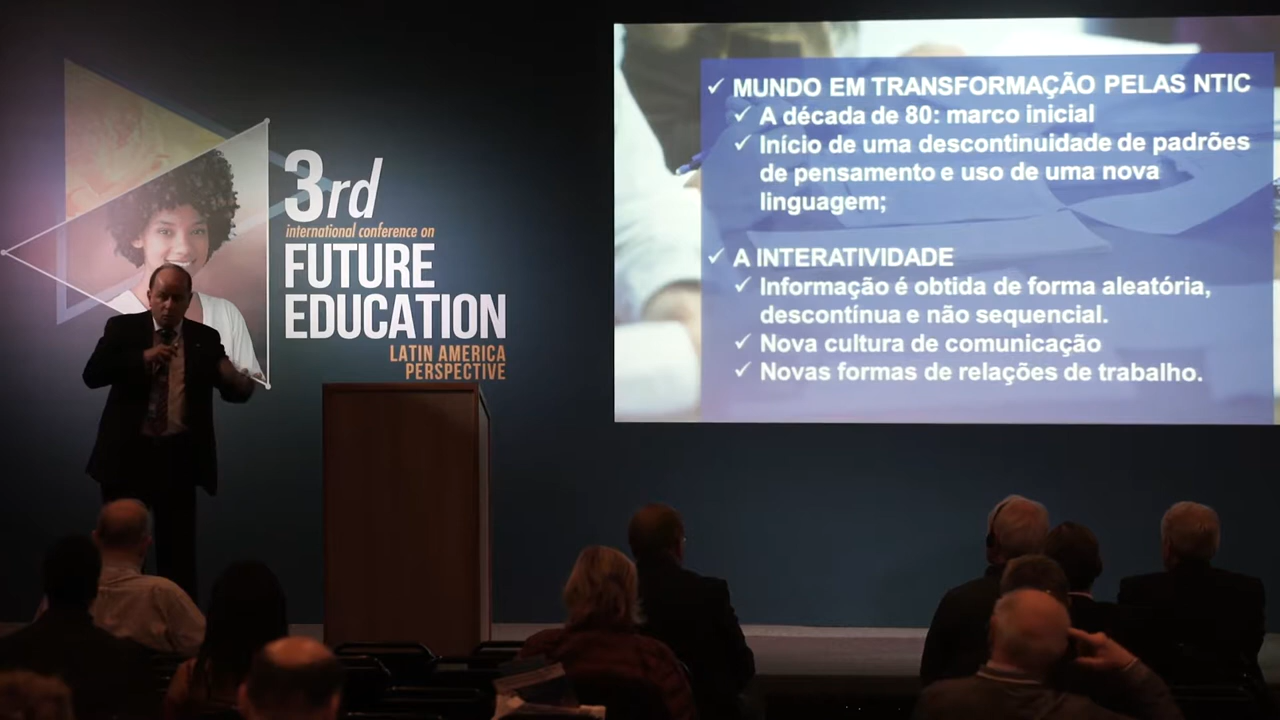 3rd
international conference on
FUTURE
EDUCATION
LATIN AMERICA
PERSPECTIVE
✓ MUNDO EM TRANSFORMAÇÃO PELAS NTIC
✓ A década de 80: marco inicial
✓ Início de uma descontinuidade de padrões
de pensamento e uso de uma nova
linguagem;
✓ A INTERATIVIDADE
✓ Informação é obtida de forma aleatória,
descontínua e não sequencial.
✓ Nova cultura de comunicação
✓ Novas formas de relações de trabalho.